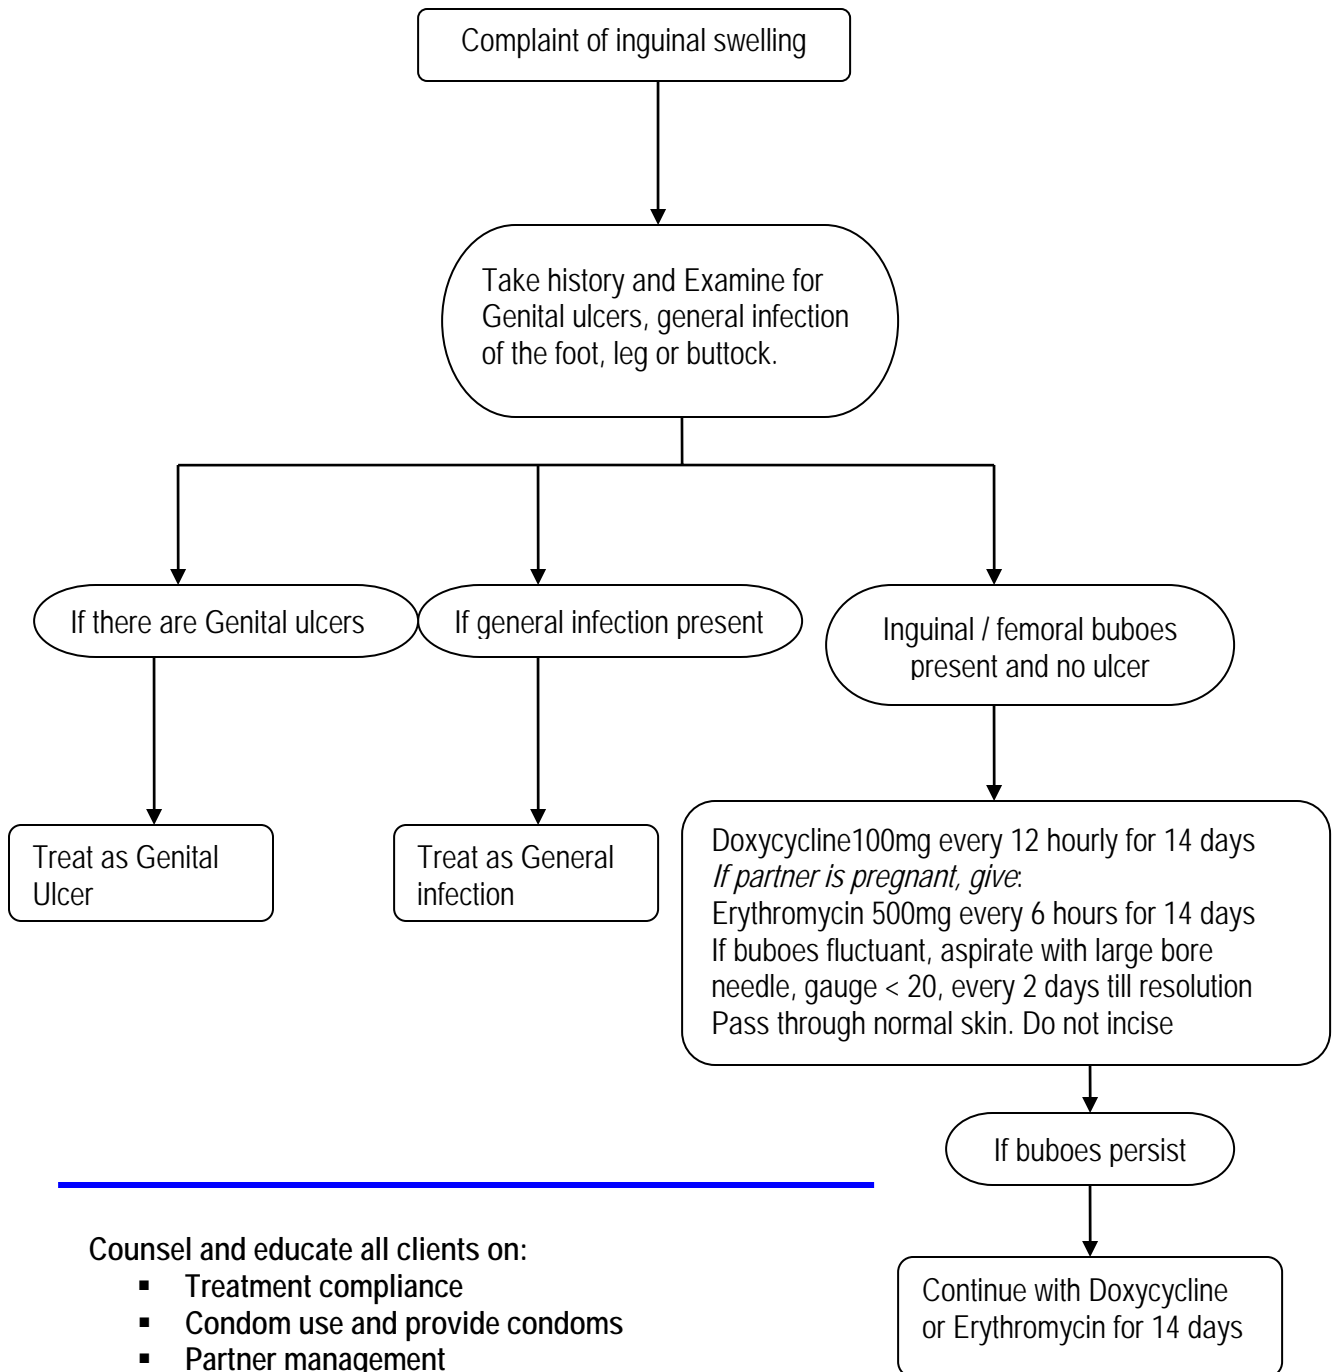 Complaint of inguinal swelling
Take history and Examine for
Genital ulcers, general infection
of the foot, leg or buttock.
If there are Genital ulcers
If general infection present
Inguinal / femoral buboes
present and no ulcer
Treat as Genital
Ulcer
Treat as General
infection
Doxycycline100mg every 12 hourly for 14 days
If partner is pregnant, give:
Erythromycin 500mg every 6 hours for 14 days
If buboes fluctuant, aspirate with large bore
needle, gauge < 20, every 2 days till resolution
Pass through normal skin. Do not incise
If buboes persist
Continue with Doxycycline
or Erythromycin for 14 days
Counsel and educate all clients on:
▪ Treatment compliance
▪ Condom use and provide condoms
▪ Partner management